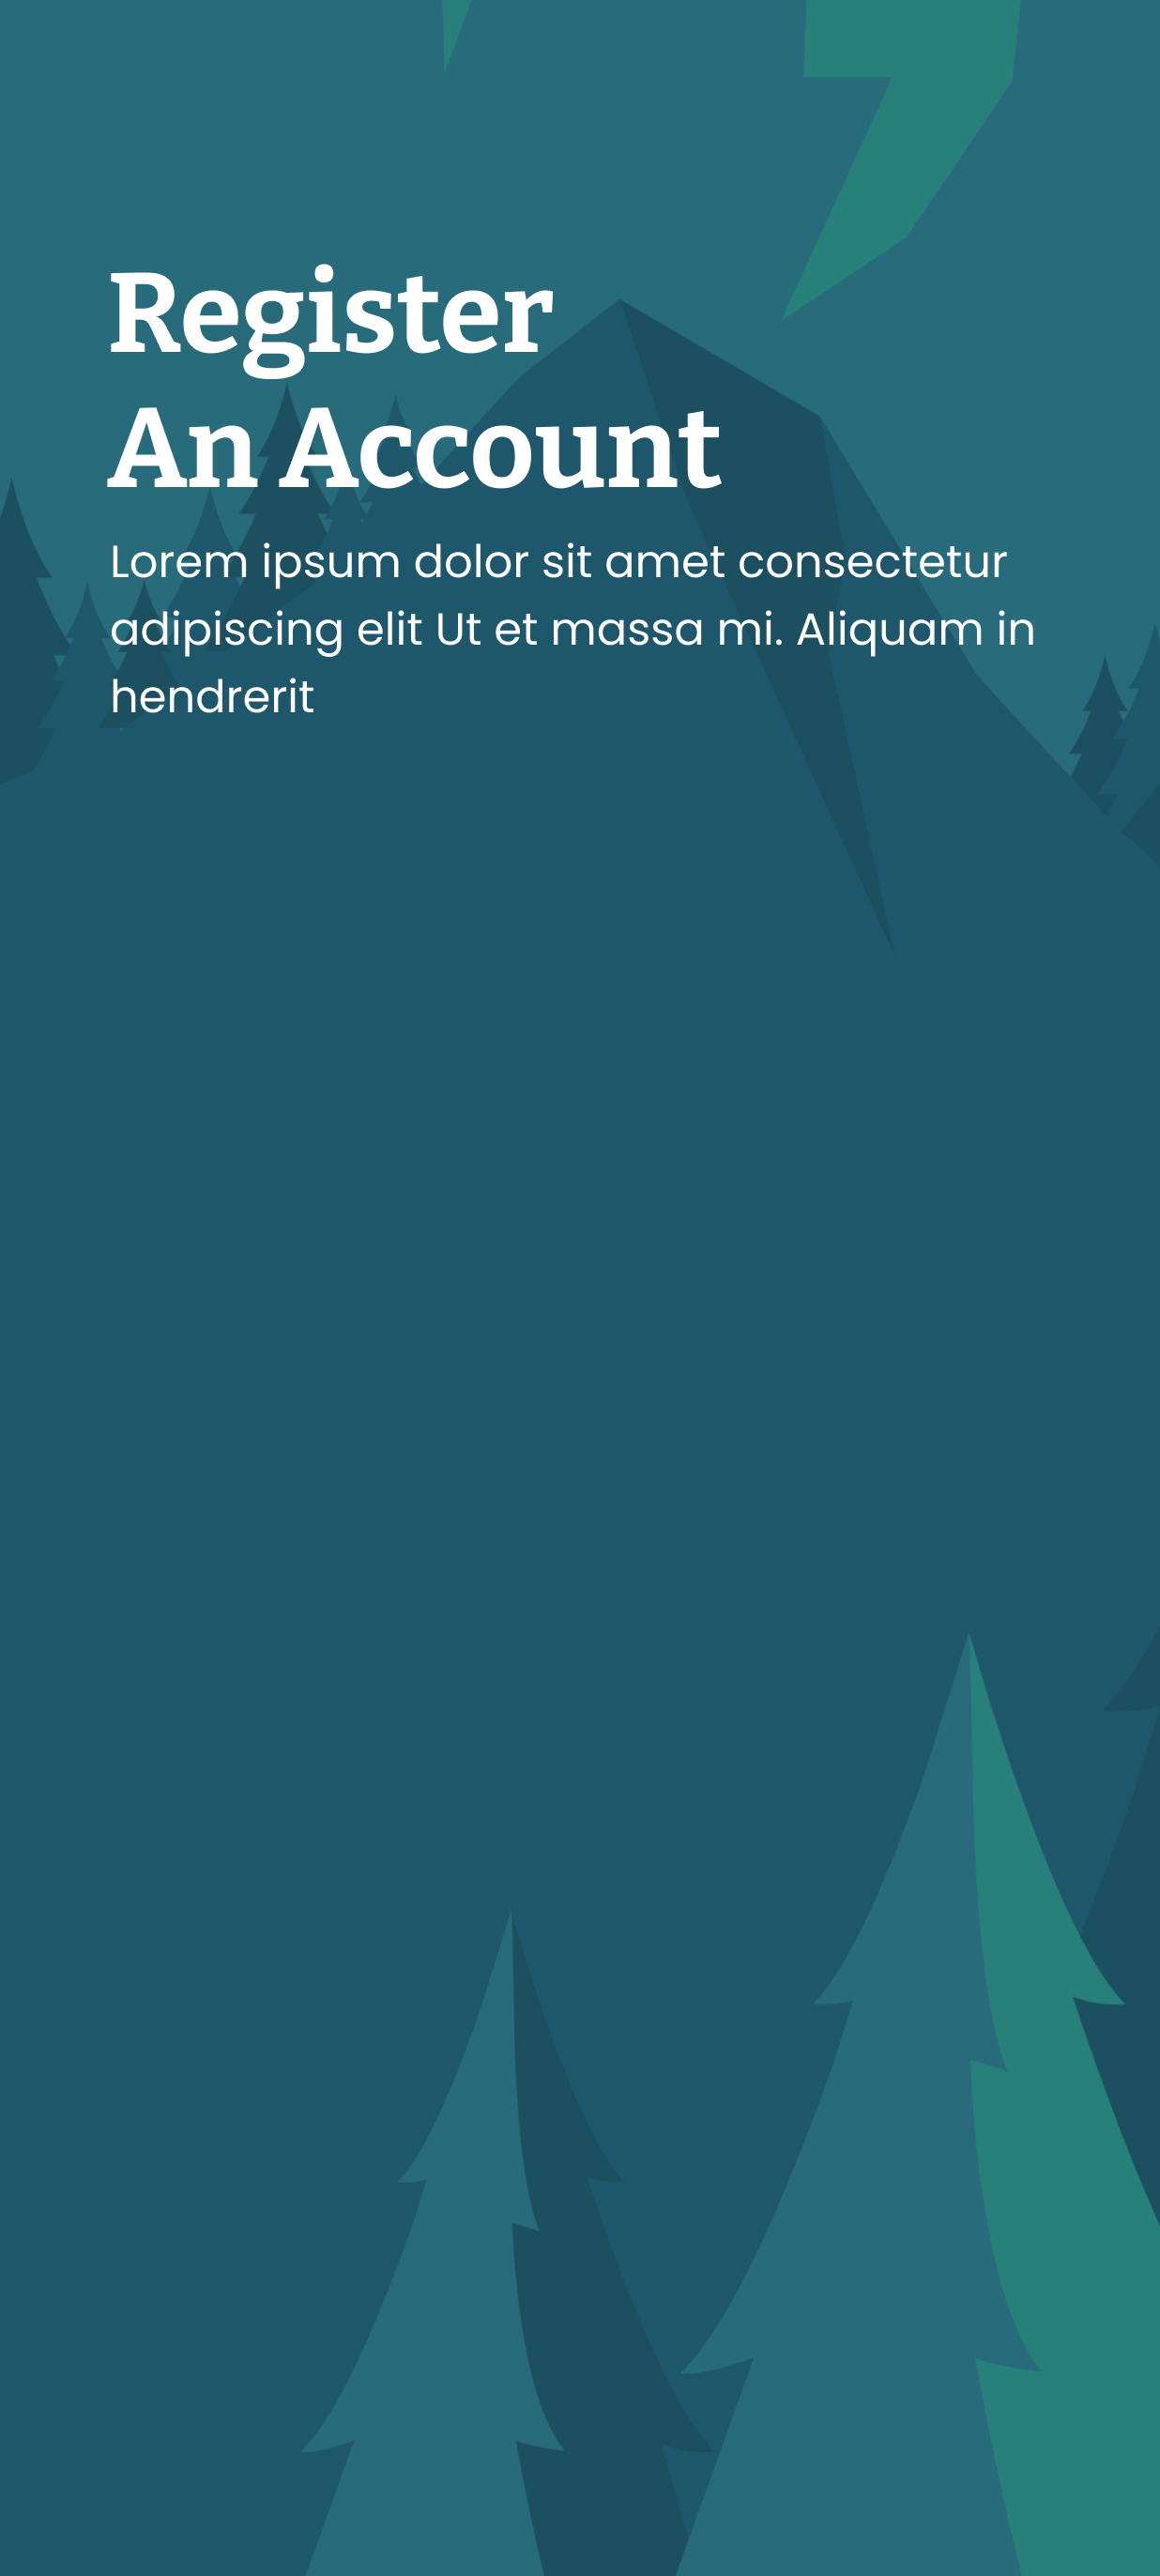 Register
An Account
Lorem ipsum dolor sit amet consectetur
adipiscing elit Ut et massa mi. Aliquam in
hendrerit